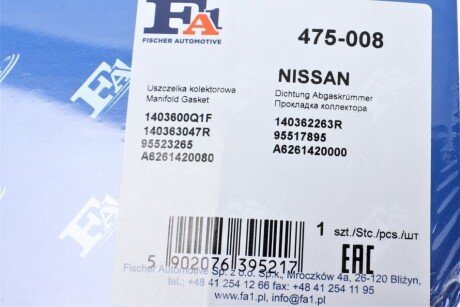 FA1
FISCHER AUTOMOTIVE
475-008
NISSAN
Uszczelka kolektorowa
Manifold Gasket
Dichtung Abgaskrümmer
Прокладка коллектора
1403600Q1F
140363047R
95523265
A6261420080
140362263R
95517895
A6261420000
1 szt./Stc./pcs./шт
5 902076 395217
EAC
Fischer Automotive Sp. z o.o. Sp.k., Mroczków 4a, 26-120 Bliżyn,
tel. +48 41 254 12 66 fax/+48 41 254 11 95
www.fa1.pl, info@fa1.pl